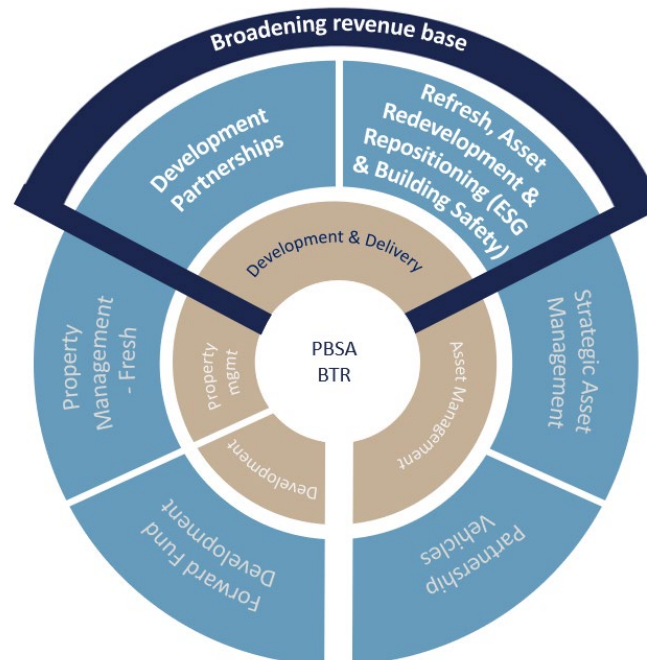 Broadening revenue base
Development
Partnerships
Refresh, Asset
Redevelopment &
Repositioning (ESG
& Building Safety)
Development & Delivery
Property
Management
- Fresh
Property
mgmt
PBSA
BTR
Asset Management
Strategic Asset
Management
Development
Forward Fund
Development
Partnership
Vehicles